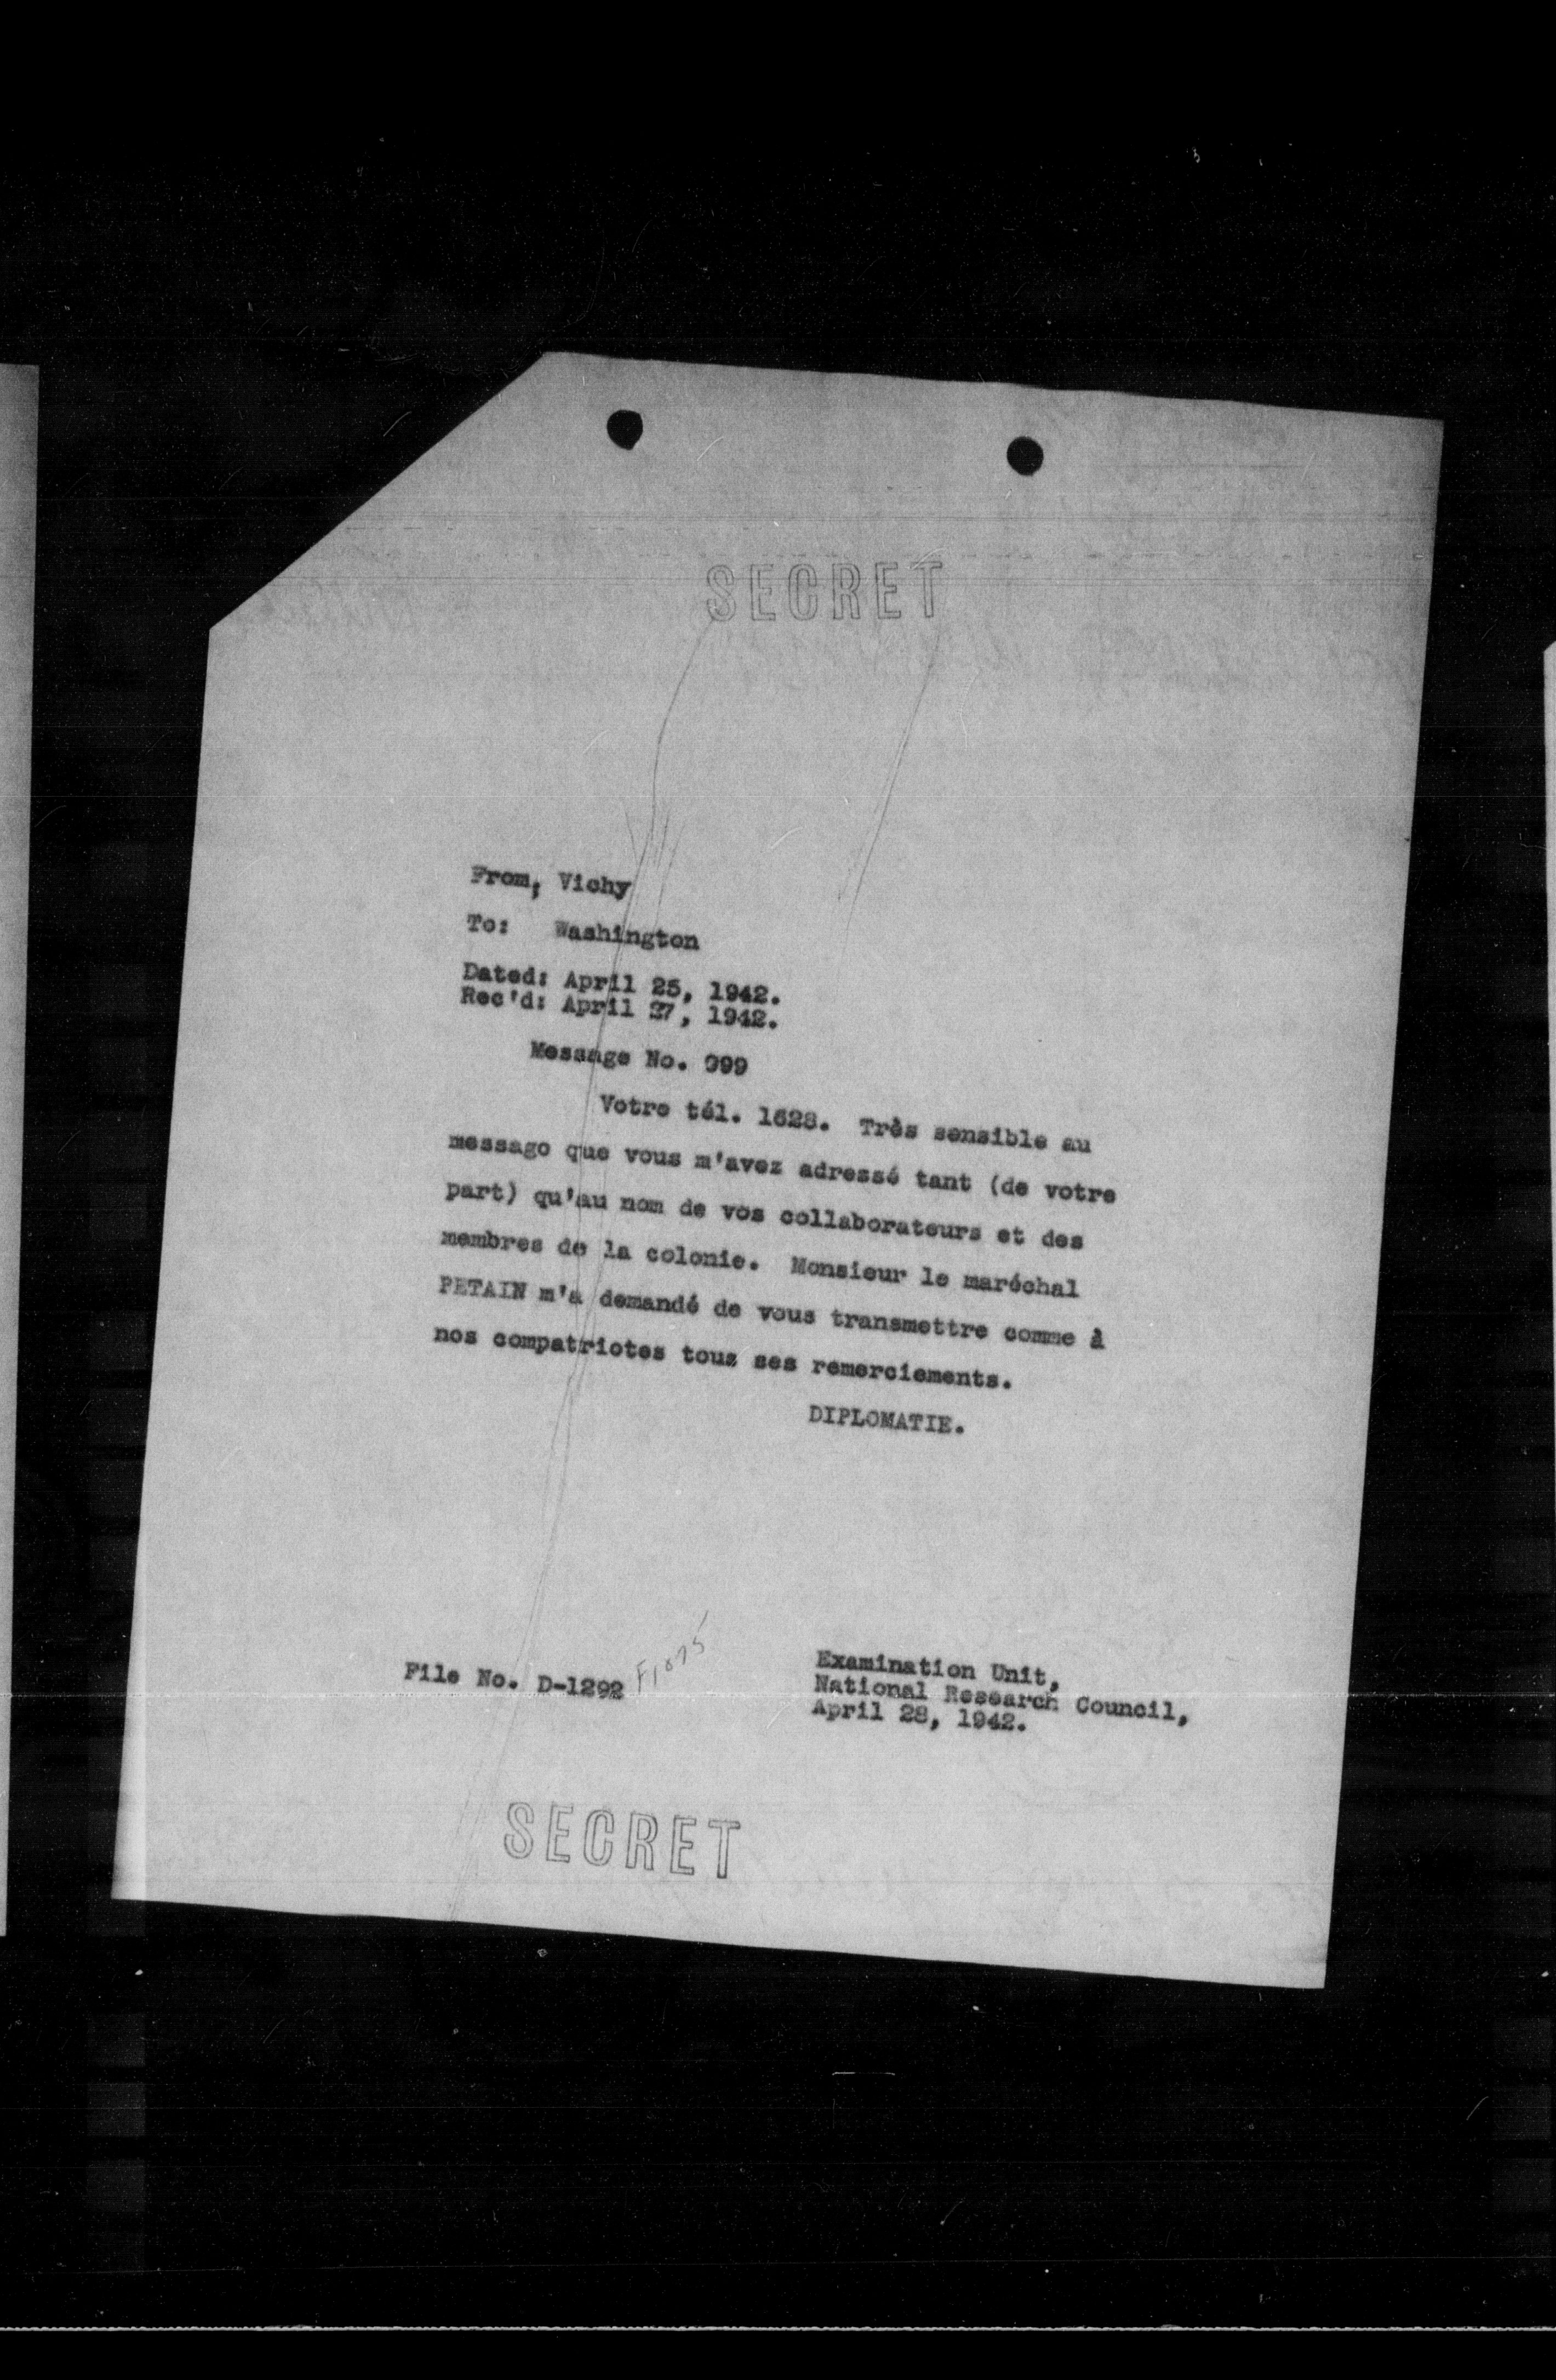 SECRET
From, Vichy
To: Washington
Dated: April 25, 1942.
Rec'd: April 27, 1942.
Message No. 999
Votre tél. 1628. Très sensible au
message que vous m'avez adressé tant (de votre
part) qu'au nom de vos collaborateurs et des
membres de la colonie. Monsieur le maréchal
PETAIN m'a demandé de vous transmettre comme à
nos compatriotes tous ses remerciements.
DIPLOMATIE.
File No. D-1292
Examination Unit,
National Research Council,
April 28, 1942.
SECRET